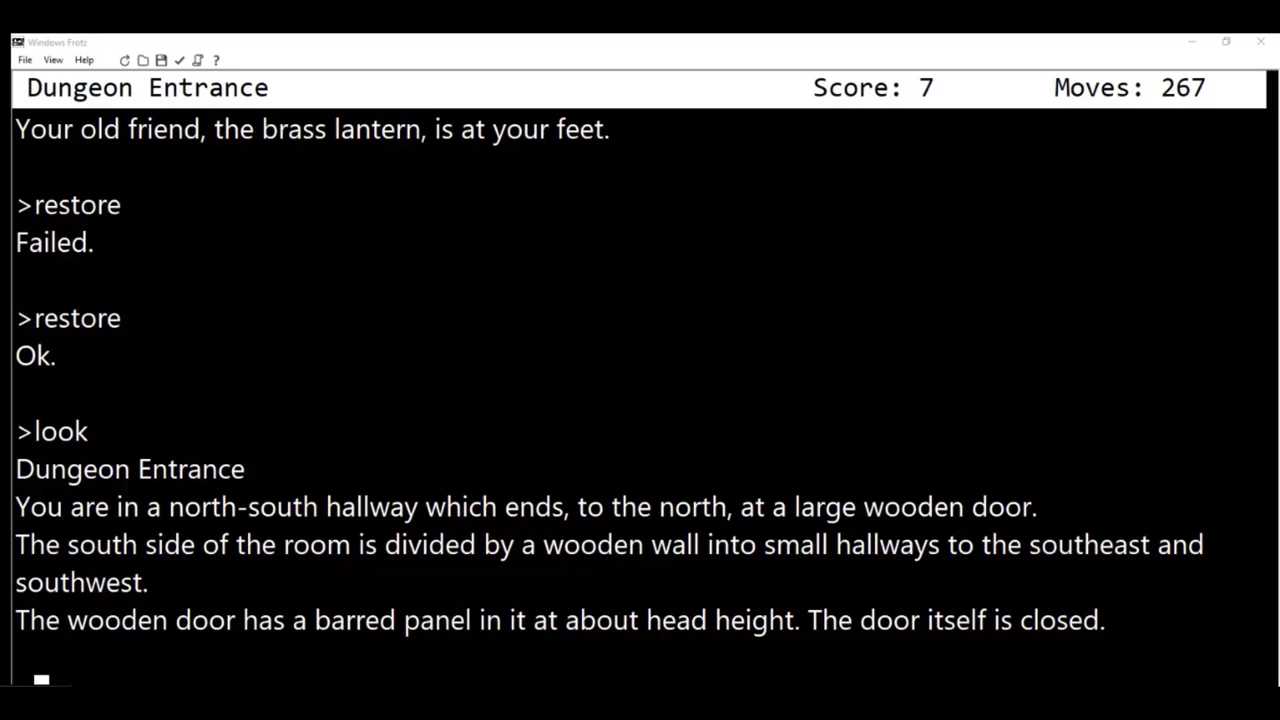 Windows Frotz
File View Help
Dungeon Entrance Score: 7 Moves: 267
Your old friend, the brass lantern, is at your feet.
>restore
Failed.
>restore
Ok.
>look
Dungeon Entrance
You are in a north-south hallway which ends, to the north, at a large wooden door.
The south side of the room is divided by a wooden wall into small hallways to the southeast and
southwest.
The wooden door has a barred panel in it at about head height. The door itself is closed.